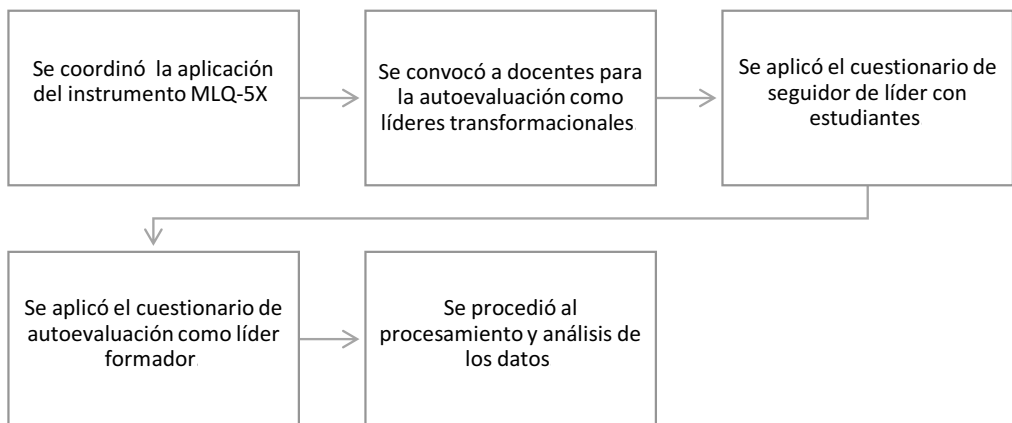 Se coordinó la aplicación
del instrumento MLQ-5X
Se convocó a docentes para
la autoevaluación como
líderes transformacionales.
Se aplicó el cuestionario de
seguidor de líder con
estudiantes
Se aplicó el cuestionario de
autoevaluación como líder
formador.
Se procedió al
procesamiento y análisis de
los datos